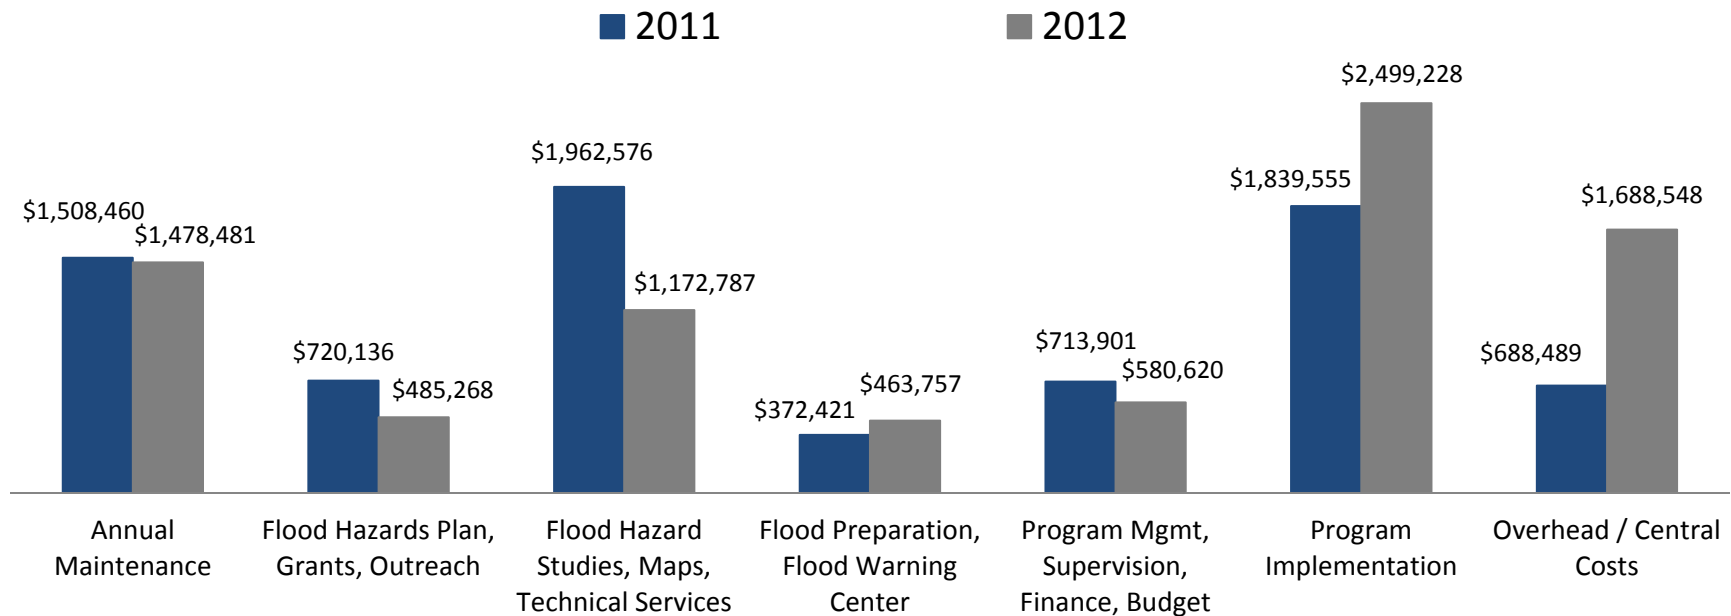 2011 2012
$1,508,460
$1,478,481
$720,136
$485,268
$1,962,576
$1,172,787
$372,421
$463,757
$713,901
$580,620
$1,839,555
$2,499,228
$688,489
$1,688,548
Annual
Maintenance
Flood Hazards Plan,
Grants, Outreach
Flood Hazard
Studies, Maps,
Technical Services
Flood Preparation,
Flood Warning
Center
Program Mgmt,
Supervision,
Finance, Budget
Program
Implementation
Overhead / Central
Costs